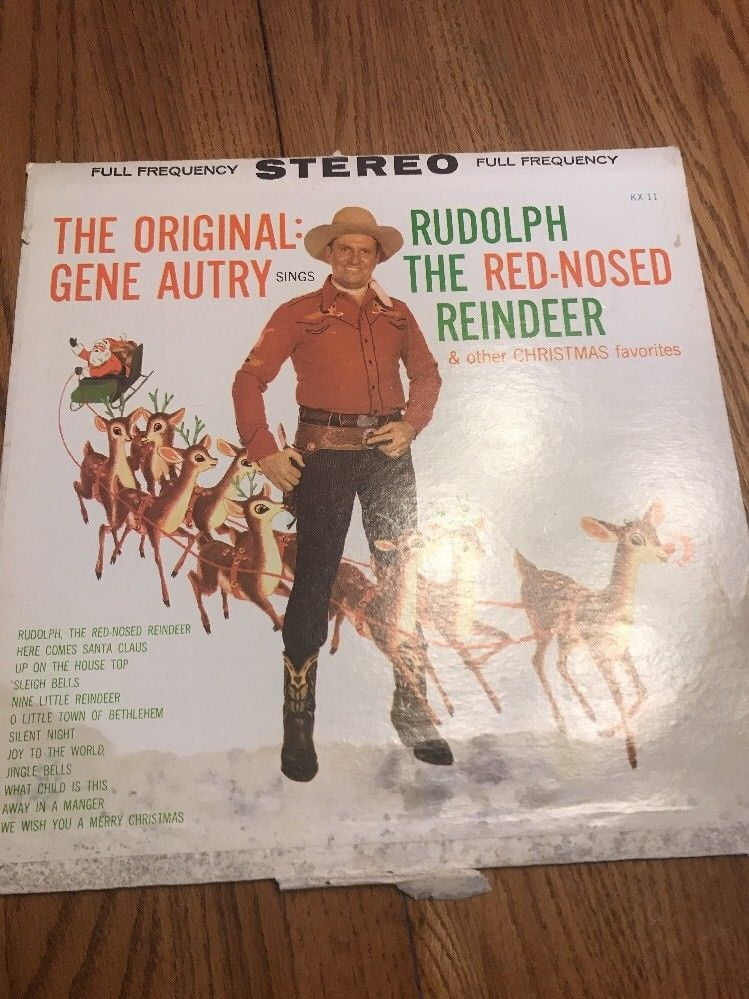 FULL FREQUENCY STEREO FULL FREQUENCY
KX-11
THE ORIGINAL:
GENE AUTRY SINGS
RUDOLPH
THE RED-NOSED
REINDEER
& other CHRISTMAS favorites
RUDOLPH, THE RED-NOSED REINDEER
HERE COMES SANTA CLAUS
UP ON THE HOUSE TOP
SLEIGH BELLS
NINE LITTLE REINDEER
O LITTLE TOWN OF BETHLEHEM
SILENT NIGHT
JOY TO THE WORLD
JINGLE BELLS
WHAT CHILD IS THIS
AWAY IN A MANGER
WE WISH YOU A MERRY CHRISTMAS